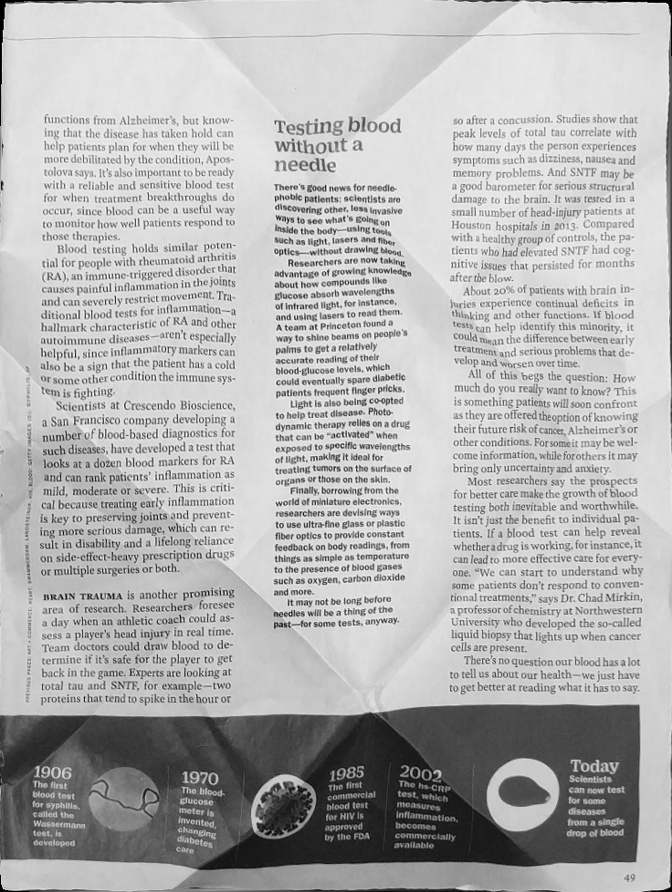 functions from Alzheimer's, but know-
ing that the disease has taken hold can
help patients plan for when they will be
more debilitated by the condition, Apos-
tolova says. It's also important to be ready
with a reliable and sensitive blood test
for when treatment breakthroughs do
occur, since blood can be a useful way
to monitor how well patients respond to
those therapies.
Blood testing holds similar poten-
tial for people with rheumatoid arthritis
(RA), an immune-triggered disorder that
causes painful inflammation in the joints
and can severely restrict movement. Tra-
ditional blood tests for inflammation—a
hallmark characteristic of RA and other
autoimmune diseases—aren't especially
helpful, since inflammatory markers can
also be a sign that the patient has a cold
or some other condition the immune sys-
tem is fighting.
Scientists at Crescendo Bioscience,
a San Francisco company developing a
number of blood-based diagnostics for
such diseases, have developed a test that
looks at a dozen blood markers for RA
and can rank patients' inflammation as
mild, moderate or severe. This is criti-
cal because treating early inflammation
is key to preserving joints and prevent-
ing more serious damage, which can re-
sult in disability and a lifelong reliance
on side-effect-heavy prescription drugs
or multiple surgeries or both.
BRAIN TRAUMA is another promising
area of research. Researchers foresee
a day when an athletic coach could as-
sess a player's head injury in real time.
Team doctors could draw blood to de-
termine if it's safe for the player to get
back in the game. Experts are looking at
total tau and SNTF, for example—two
proteins that tend to spike in the hour or
Testing blood
without a
needle
There's good news for needle-
phobic patients: scientists are
discovering other, less invasive
ways to see what's going on
inside the body—using tools
such as light, lasers and fiber
optics—without drawing blood.
Researchers are now taking
advantage of growing knowledge
about how compounds like
glucose absorb wavelengths
of infrared light, for instance,
and using lasers to read them.
A team at Princeton found a
way to shine beams on people's
palms to get a relatively
accurate reading of their
blood-glucose levels, which
could eventually spare diabetic
patients frequent finger pricks.
Light is also being co-opted
to help treat disease. Photo-
dynamic therapy relies on a drug
that can be "activated" when
exposed to specific wavelengths
of light, making it ideal for
treating tumors on the surface of
organs or those on the skin.
Finally, borrowing from the
world of miniature electronics,
researchers are devising ways
to use ultra-fine glass or plastic
fiber optics to provide constant
feedback on body readings, from
things as simple as temperature
to the presence of blood gases
such as oxygen, carbon dioxide
and more.
It may not be long before
needles will be a thing of the
past—for some tests, anyway.
so after a concussion. Studies show that
peak levels of total tau correlate with
how many days the person experiences
symptoms such as dizziness, nausea and
memory problems. And SNTF may be
a good barometer for serious structural
damage to the brain. It was tested in a
small number of head-injury patients at
Houston hospitals in 2013. Compared
with a healthy group of controls, the pa-
tients who had elevated SNTF had cog-
nitive issues that persisted for months
after the blow.
About 20% of patients with brain in-
juries experience continual deficits in
thinking and other functions. If blood
tests can help identify this minority, it
could mean the difference between early
treatment and serious problems that de-
velop and worsen over time.
All of this begs the question: How
much do you really want to know? This
is something patients will soon confront
as they are offered the option of knowing
their future risk of cancer, Alzheimer's or
other conditions. For some it may be wel-
come information, while for others it may
bring only uncertainty and anxiety.
Most researchers say the prospects
for better care make the growth of blood
testing both inevitable and worthwhile.
It isn't just the benefit to individual pa-
tients. If a blood test can help reveal
whether a drug is working, for instance, it
can lead to more effective care for every-
one. "We can start to understand why
some patients don't respond to conven-
tional treatments," says Dr. Chad Mirkin,
a professor of chemistry at Northwestern
University who developed the so-called
liquid biopsy that lights up when cancer
cells are present.
There's no question our blood has a lot
to tell us about our health—we just have
to get better at reading what it has to say.
1906
The first
blood test
for syphilis,
called the
Wassermann
test, is
developed
1970
The blood-
glucose
meter is
invented,
changing
diabetes
care
1985
The first
commercial
blood test
for HIV is
approved
by the FDA
2002
The hs-CRP
test, which
measures
inflammation,
becomes
commercially
available
Today
Scientists
can now test
for some
diseases
from a single
drop of blood
49